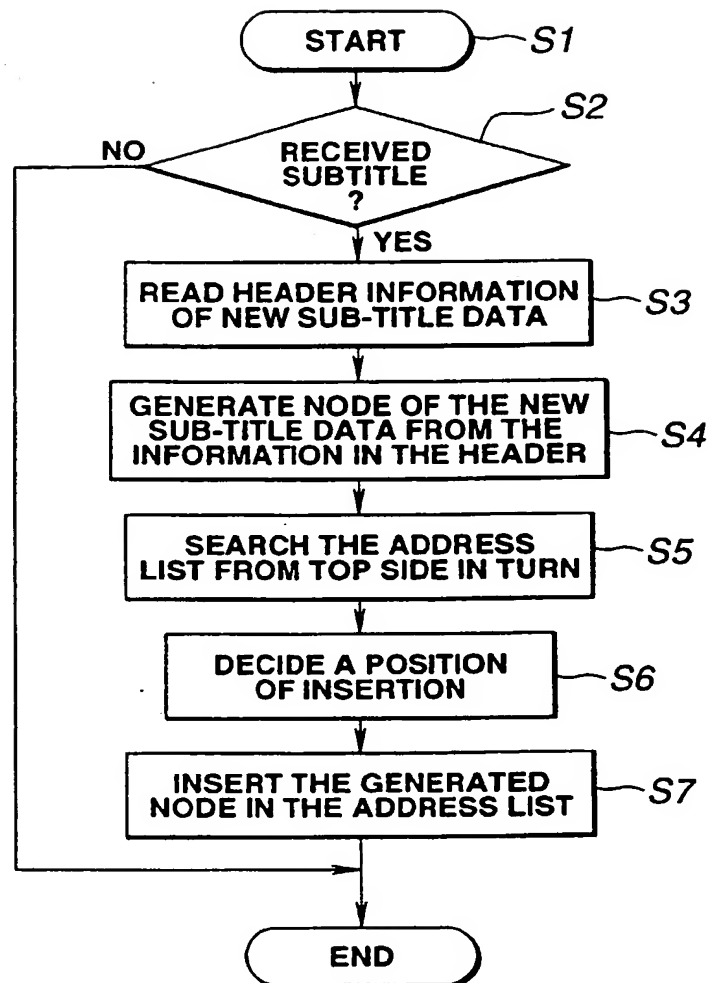 START
S1
S2
NO
RECEIVED
SUBTITLE
?
YES
READ HEADER INFORMATION
OF NEW SUB-TITLE DATA
S3
GENERATE NODE OF THE NEW
SUB-TITLE DATA FROM THE
INFORMATION IN THE HEADER
S4
SEARCH THE ADDRESS
LIST FROM TOP SIDE IN TURN
S5
DECIDE A POSITION
OF INSERTION
S6
INSERT THE GENERATED
NODE IN THE ADDRESS LIST
S7
END